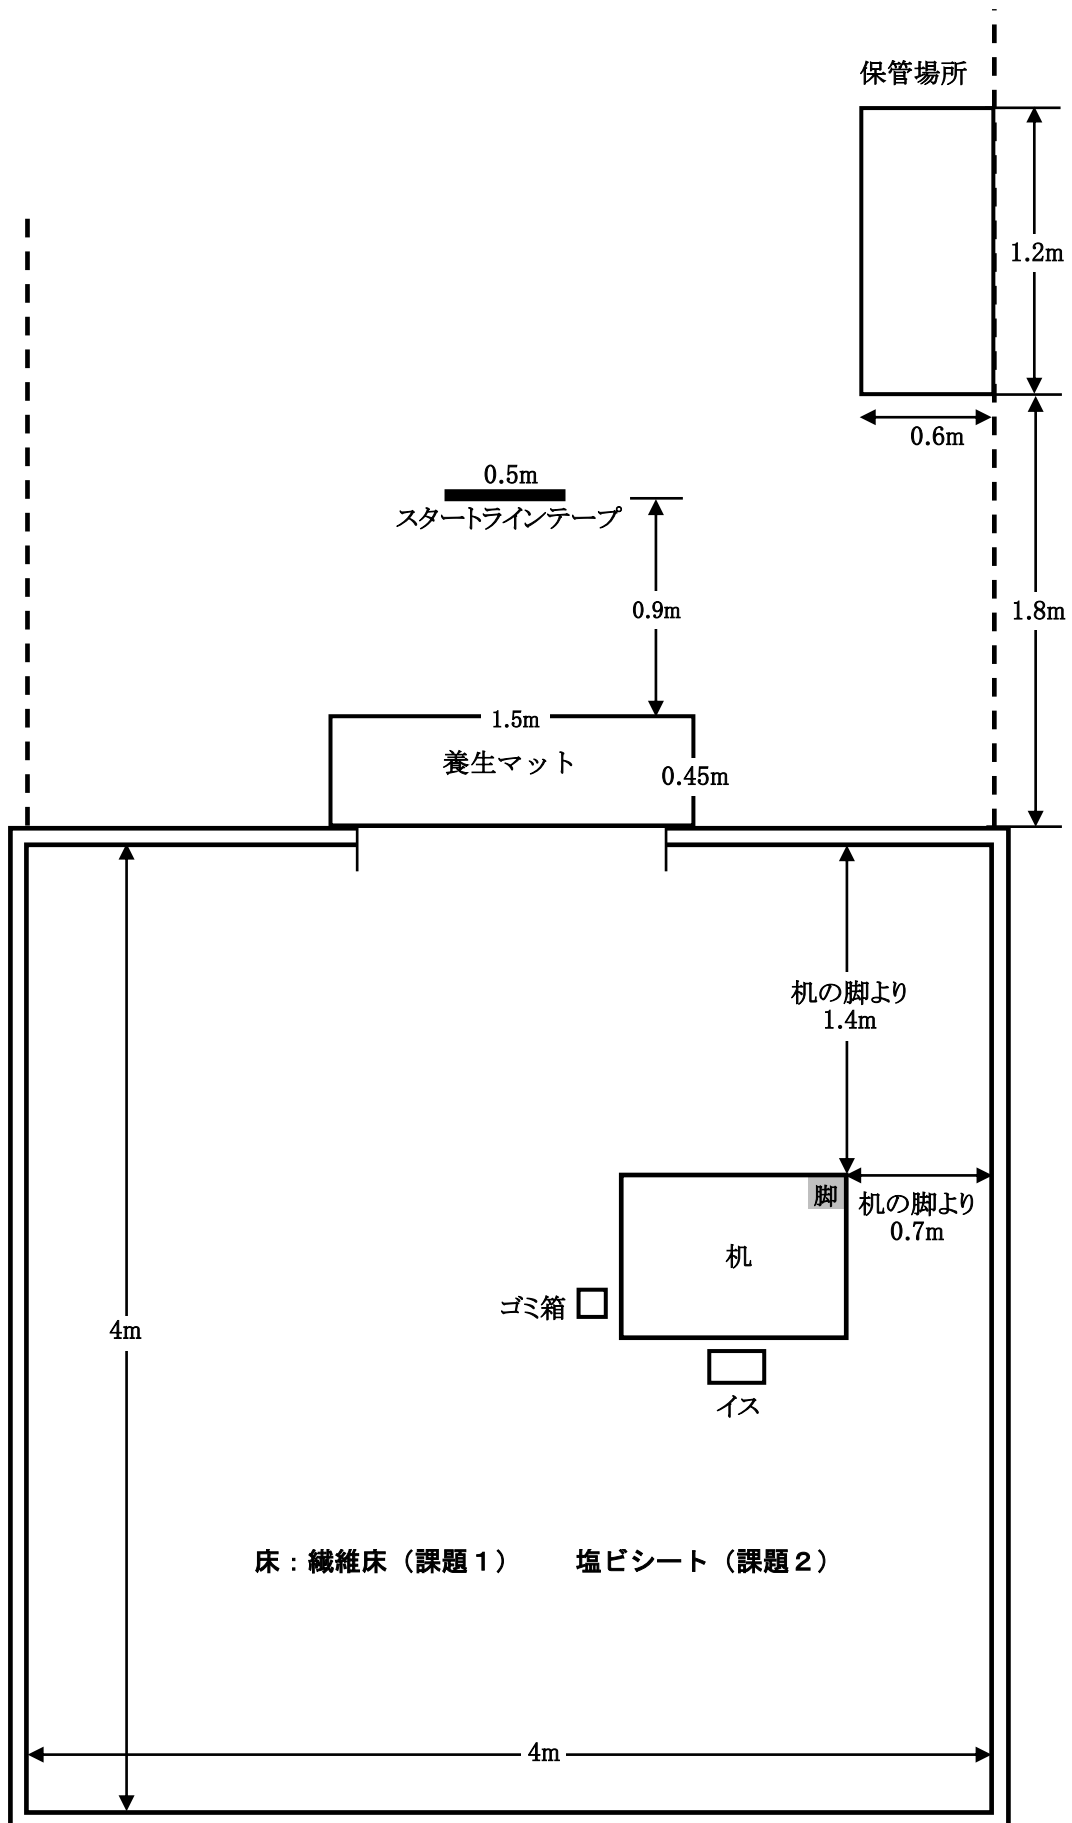 保管場所
1.2m
0.6m
0.5m
スタートラインテープ
0.9m
1.8m
1.5m
養生マット
0.45m
机の脚より
1.4m
脚
机の脚より
0.7m
机
ゴミ箱
4m
イス
床：繊維床（課題１） 塩ビシート（課題２）
4m